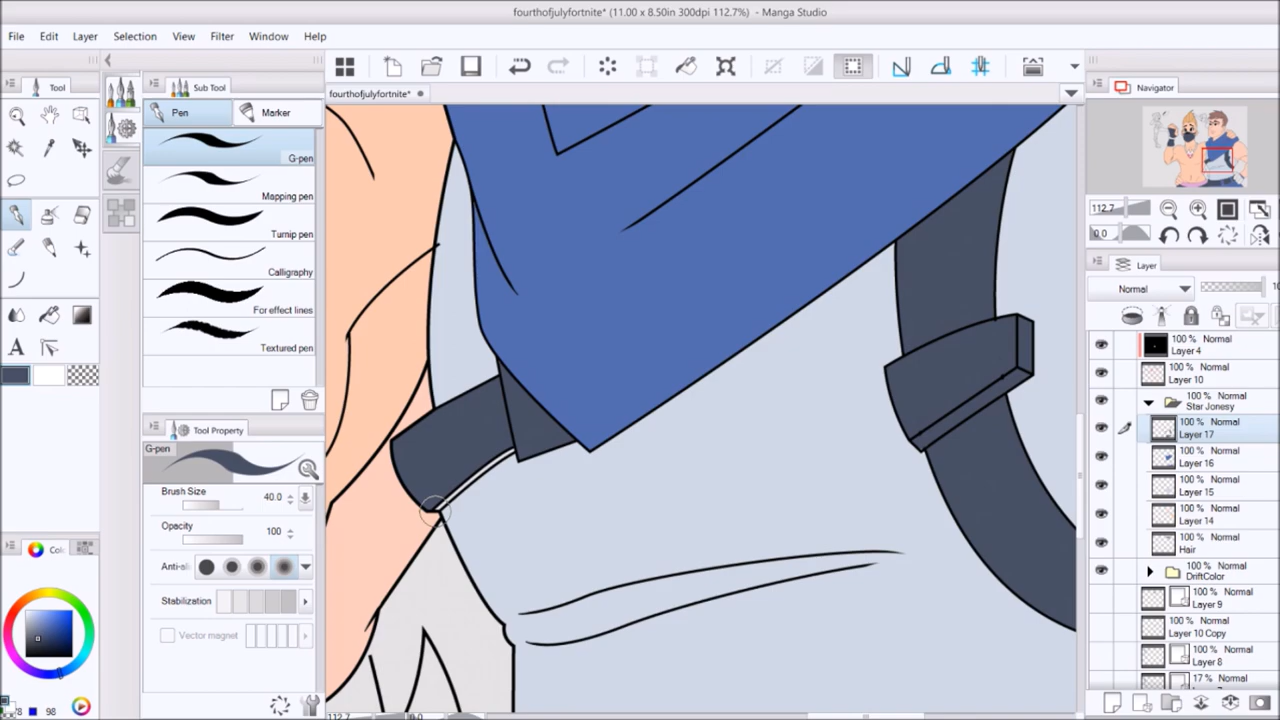 fourthofjulyfortnite* (11.00 x 8.50in 300dpi 112.7%) - Manga Studio
File Edit Layer Selection View Filter Window Help
Tool
Sub Tool
Pen Marker
G-pen
Mapping pen
Turnip pen
Calligraphy
For effect lines
Textured pen
Tool Property
G-pen
Brush Size 40.0
Opacity 100
Anti-
Stabilization
Vector magnet
98
fourthofjulyfortnite*
112.7 0.0
Navigator
112.7
0.0
Layer
Normal
100 % Normal
Layer 4
100 % Normal
Layer 10
100 % Normal
Star Jonesy
100 % Normal
Layer 17
100 % Normal
Layer 16
100 % Normal
Layer 15
100 % Normal
Layer 14
100 % Normal
Hair
100 % Normal
DriftColor
100 % Normal
Layer 9
100 % Normal
Layer 10 Copy
100 % Normal
Layer 8
17 % Normal